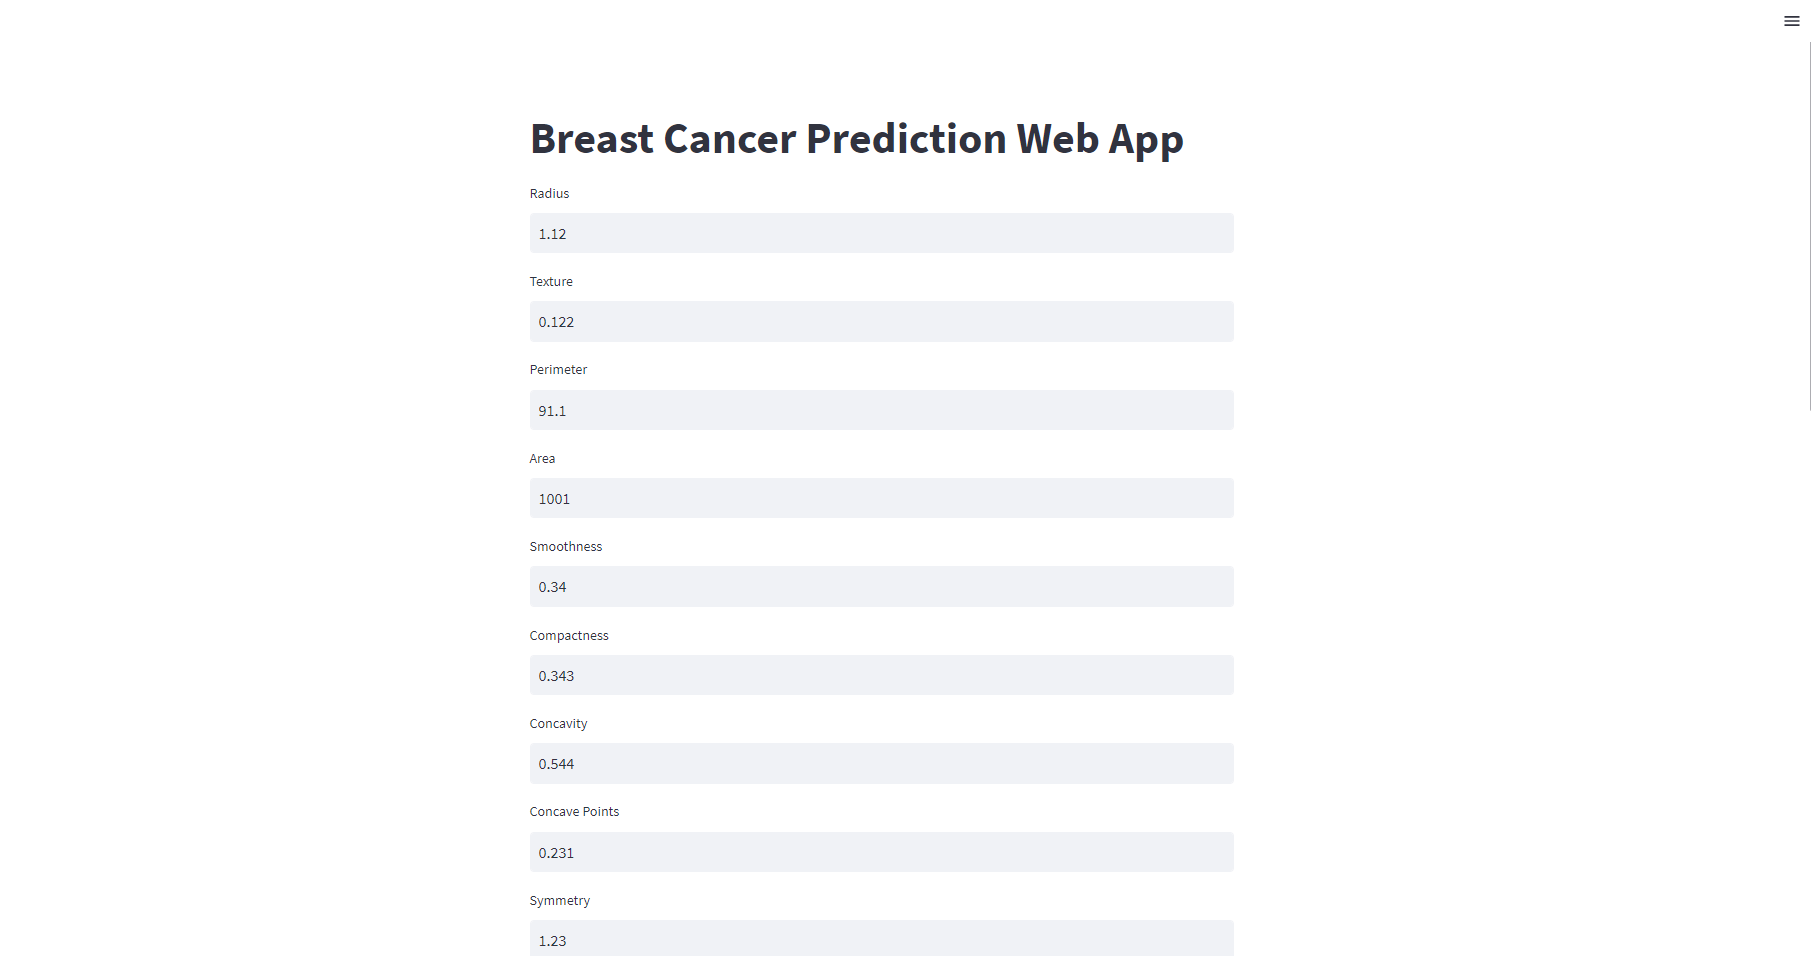 Breast Cancer Prediction Web App
Radius
1.12
Texture
0.122
Perimeter
91.1
Area
1001
Smoothness
0.34
Compactness
0.343
Concavity
0.544
Concave Points
0.231
Symmetry
1.23